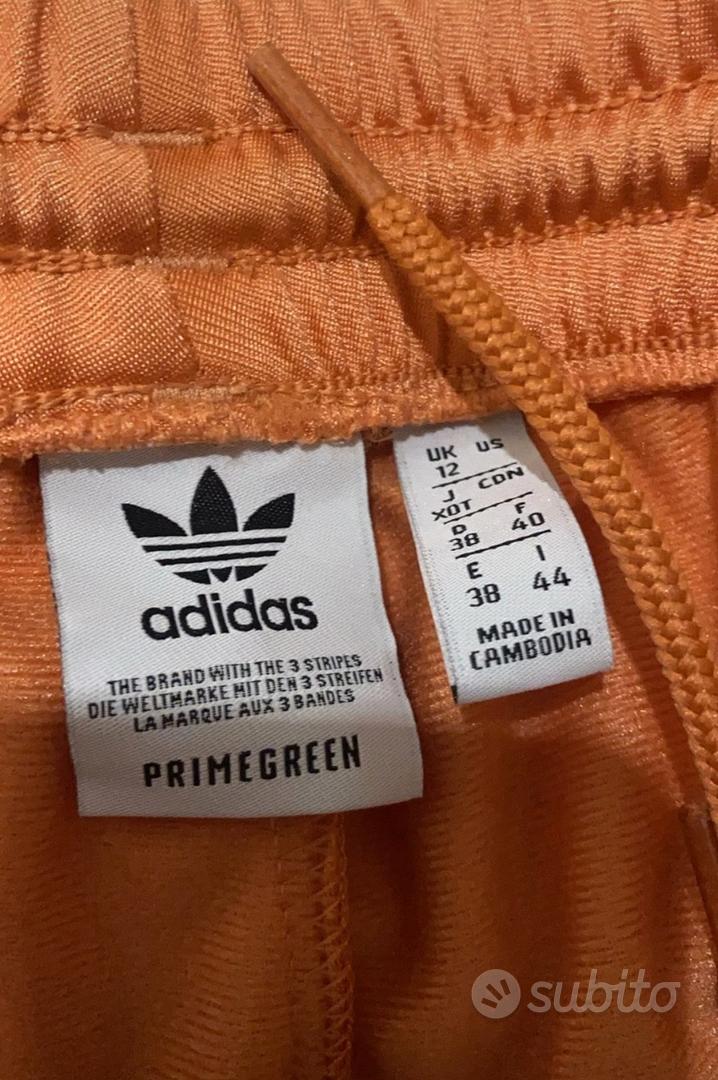 adidas
THE BRAND WITH THE 3 STRIPES
DIE WELTMARKE MIT DEN 3 STREIFEN
LA MARQUE AUX 3 BANDES
PRIMEGREEN
UK US
12
J CDN
XOT
D F
38 40
E I
38 44
MADE IN
CAMBODIA
subito